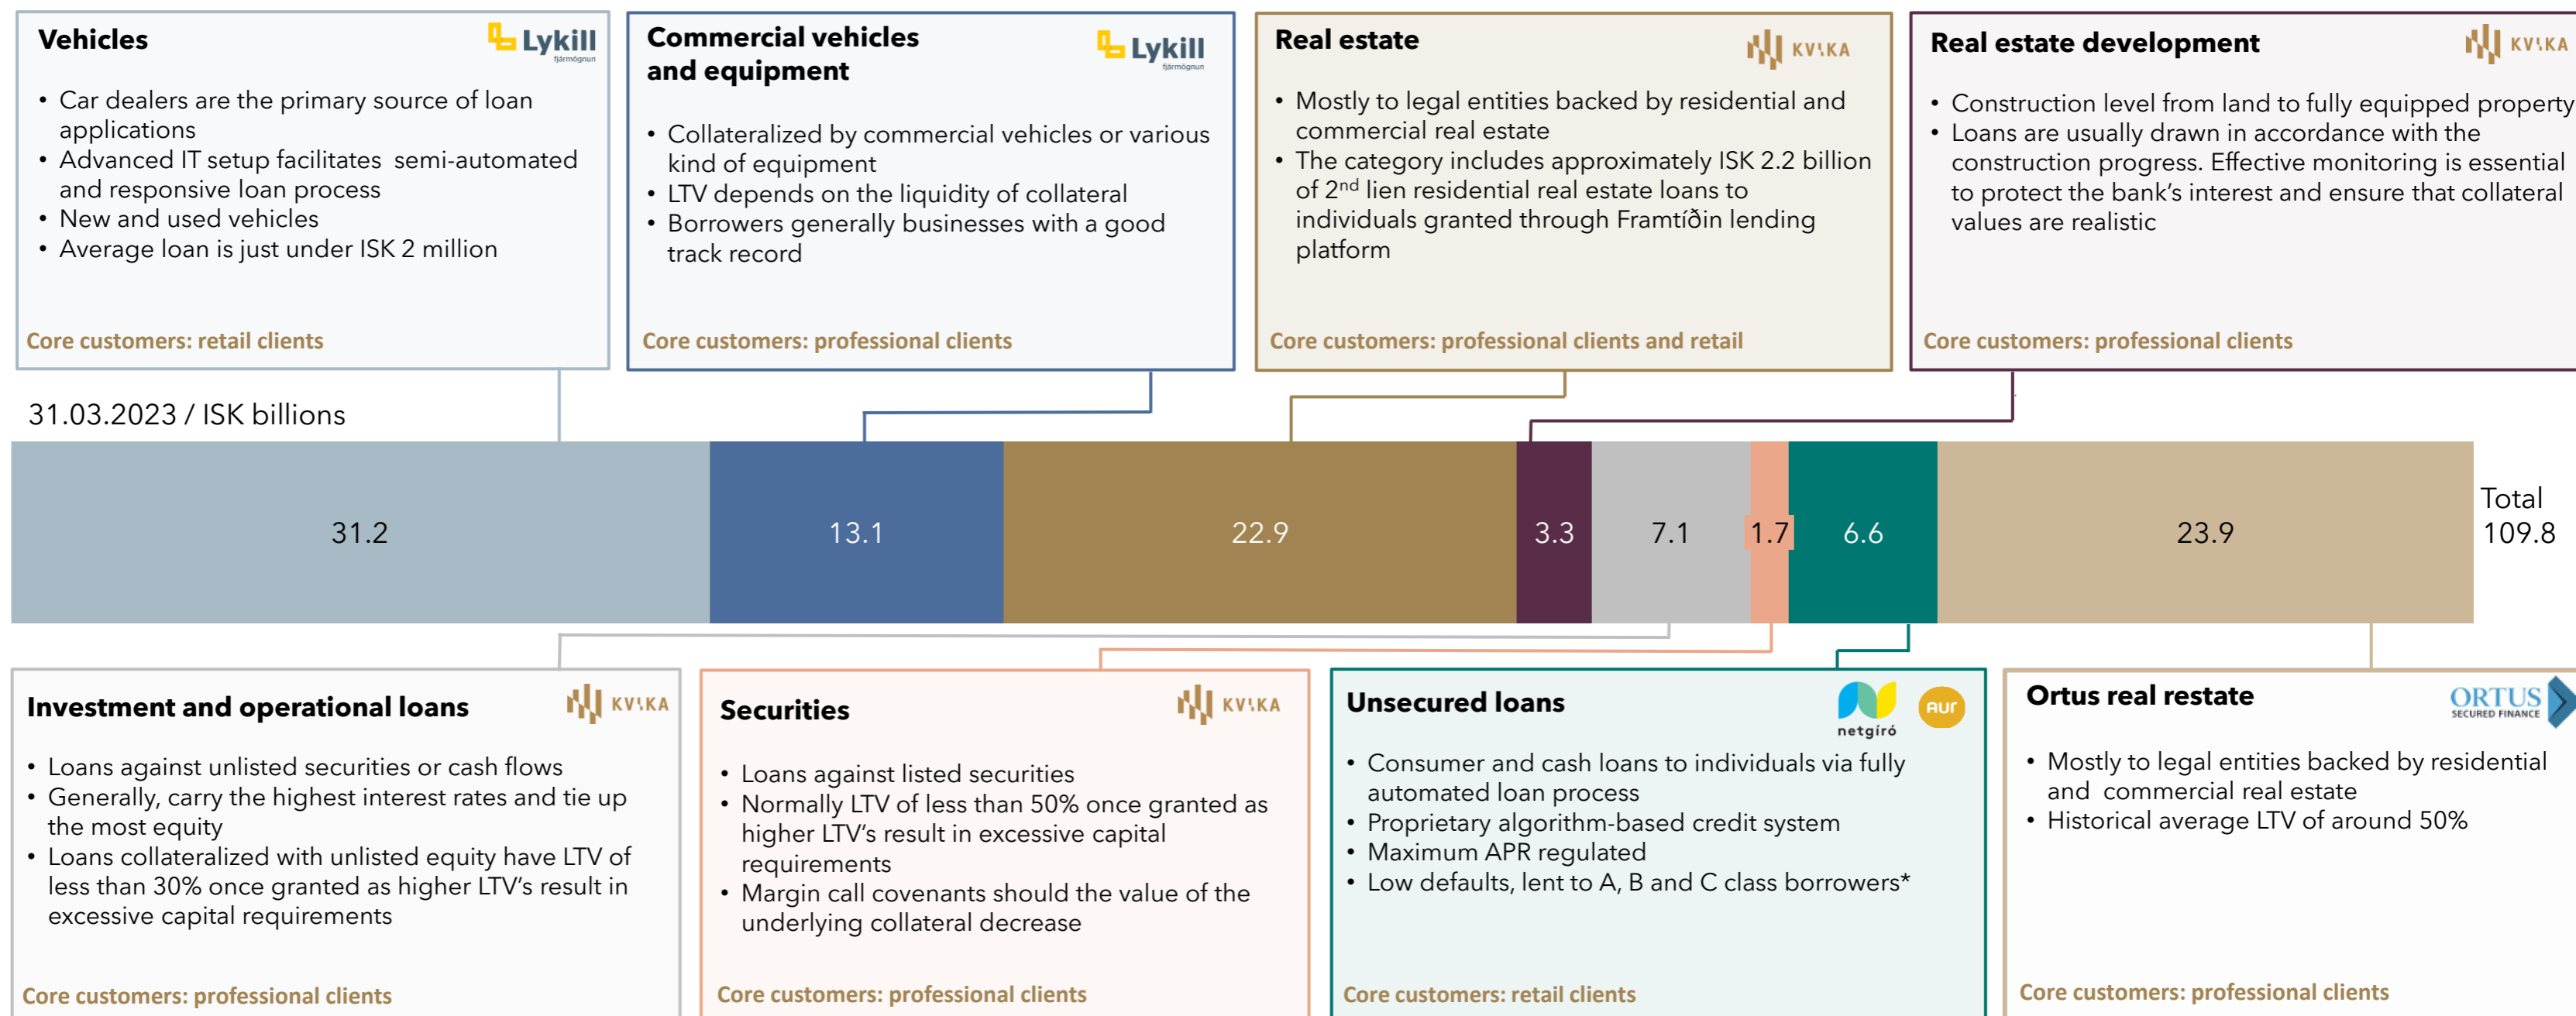 Vehicles
Lykill
fjármögnun
• Car dealers are the primary source of loan
applications
• Advanced IT setup facilitates  semi-automated
and responsive loan process
• New and used vehicles
• Average loan is just under ISK 2 million
Core customers: retail clients
Commercial vehicles
and equipment
Lykill
fjármögnun
• Collateralized by commercial vehicles or various
kind of equipment
• LTV depends on the liquidity of collateral
• Borrowers generally businesses with a good
track record
Core customers: professional clients
Real estate
KVIKA
• Mostly to legal entities backed by residential and
commercial real estate
• The category includes approximately ISK 2.2 billion
of 2nd lien residential real estate loans to
individuals granted through Framtíðin lending
platform
Core customers: professional clients and retail
Real estate development
KVIKA
• Construction level from land to fully equipped property
• Loans are usually drawn in accordance with the
construction progress. Effective monitoring is essential
to protect the bank's interest and ensure that collateral
values are realistic
Core customers: professional clients
31.03.2023 / ISK billions
31.2
13.1
22.9
3.3
7.1
1.7
6.6
23.9
Total
109.8
Investment and operational loans
KVIKA
• Loans against unlisted securities or cash flows
• Generally, carry the highest interest rates and tie up
the most equity
• Loans collateralized with unlisted equity have LTV of
less than 30% once granted as higher LTV's result in
excessive capital requirements
Core customers: professional clients
Securities
KVIKA
• Loans against listed securities
• Normally LTV of less than 50% once granted as
higher LTV's result in excessive capital
requirements
• Margin call covenants should the value of the
underlying collateral decrease
Core customers: professional clients
Unsecured loans
netgíró
aur
• Consumer and cash loans to individuals via fully
automated loan process
• Proprietary algorithm-based credit system
• Maximum APR regulated
• Low defaults, lent to A, B and C class borrowers*
Core customers: retail clients
Ortus real restate
ORTUS
SECURED FINANCE
• Mostly to legal entities backed by residential
and  commercial real estate
• Historical average LTV of around 50%
Core customers: professional clients